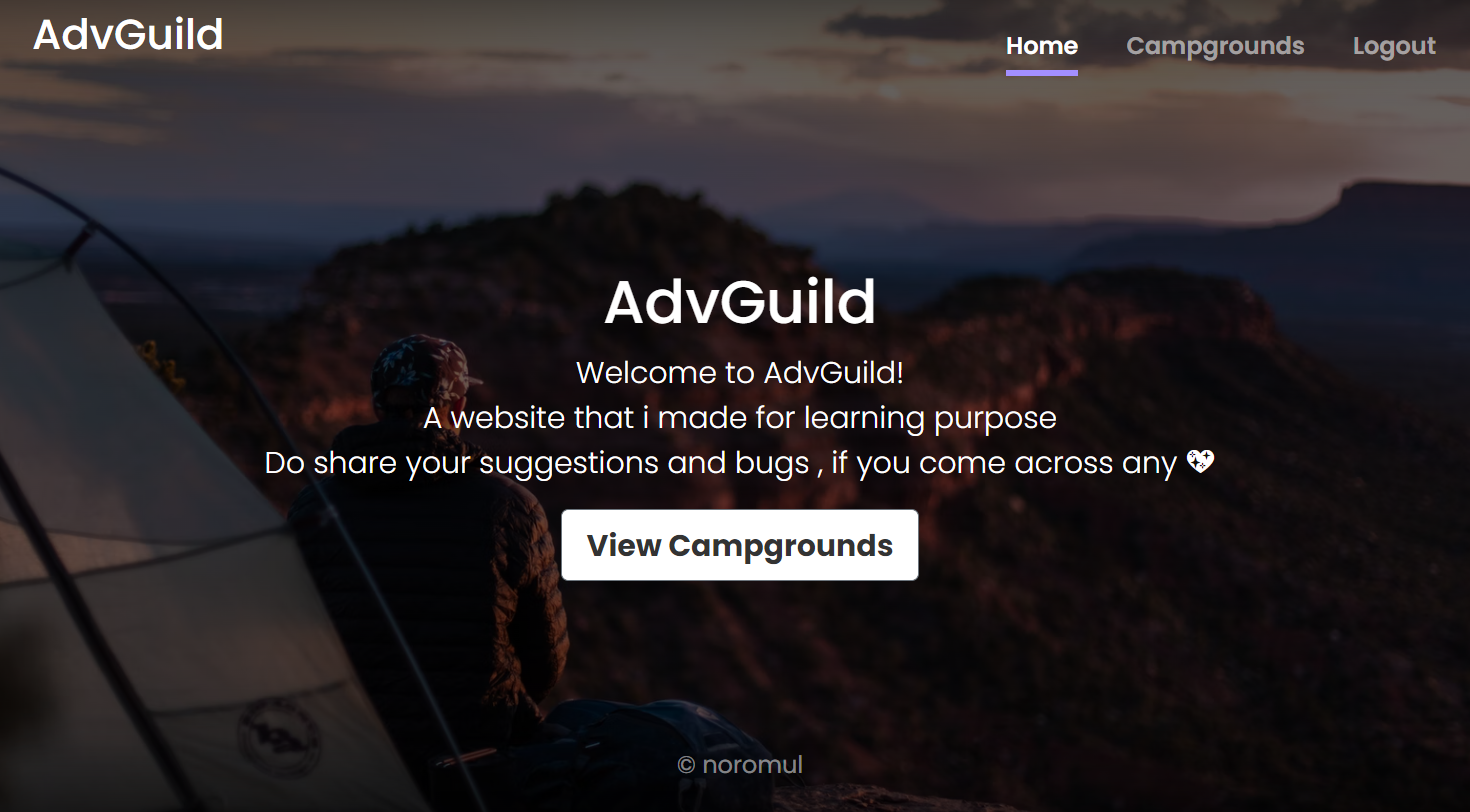 AdvGuild
Home Campgrounds Logout
AdvGuild
Welcome to AdvGuild!
A website that i made for learning purpose
Do share your suggestions and bugs , if you come across any 💖
View Campgrounds
© noromul